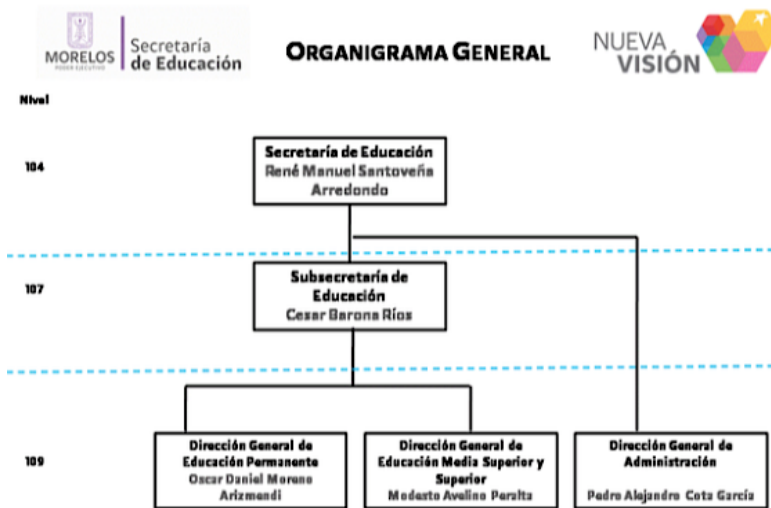 MORELOS
PODER EJECUTIVO
Secretaría
de Educación
ORGANIGRAMA GENERAL
NUEVA
VISIÓN
Nivel
104
Secretaría de Educación
René Manuel Santoveña
Arredondo
107
Subsecretaría de
Educación
Cesar Barona Ríos
109
Dirección General de
Educación Permanente
Oscar Daniel Moreno
Arizmendi
Dirección General de
Educación Media Superior y
Superior
Modesto Avelino Peralta
Dirección General de
Administración
Pedro Alejandro Cota García